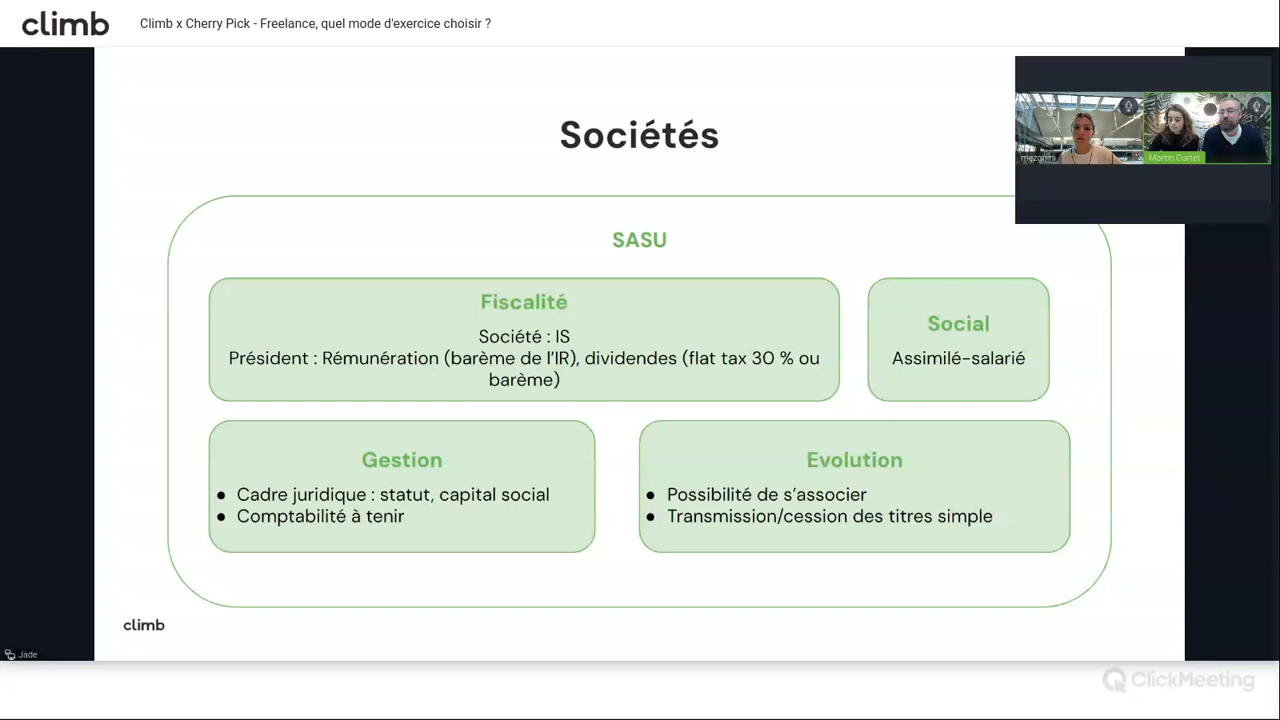 climb
Climb x Cherry Pick - Freelance, quel mode d'exercice choisir ?
Sociétés
Martin Gartet
SASU
Fiscalité
Société : IS
Président : Rémunération (barème de l'IR), dividendes (flat tax 30 % ou
barème)
Social
Assimilé-salarié
Gestion
● Cadre juridique : statut, capital social
● Comptabilité à tenir
Evolution
● Possibilité de s'associer
● Transmission/cession des titres simple
climb
Jade
ClickMeeting